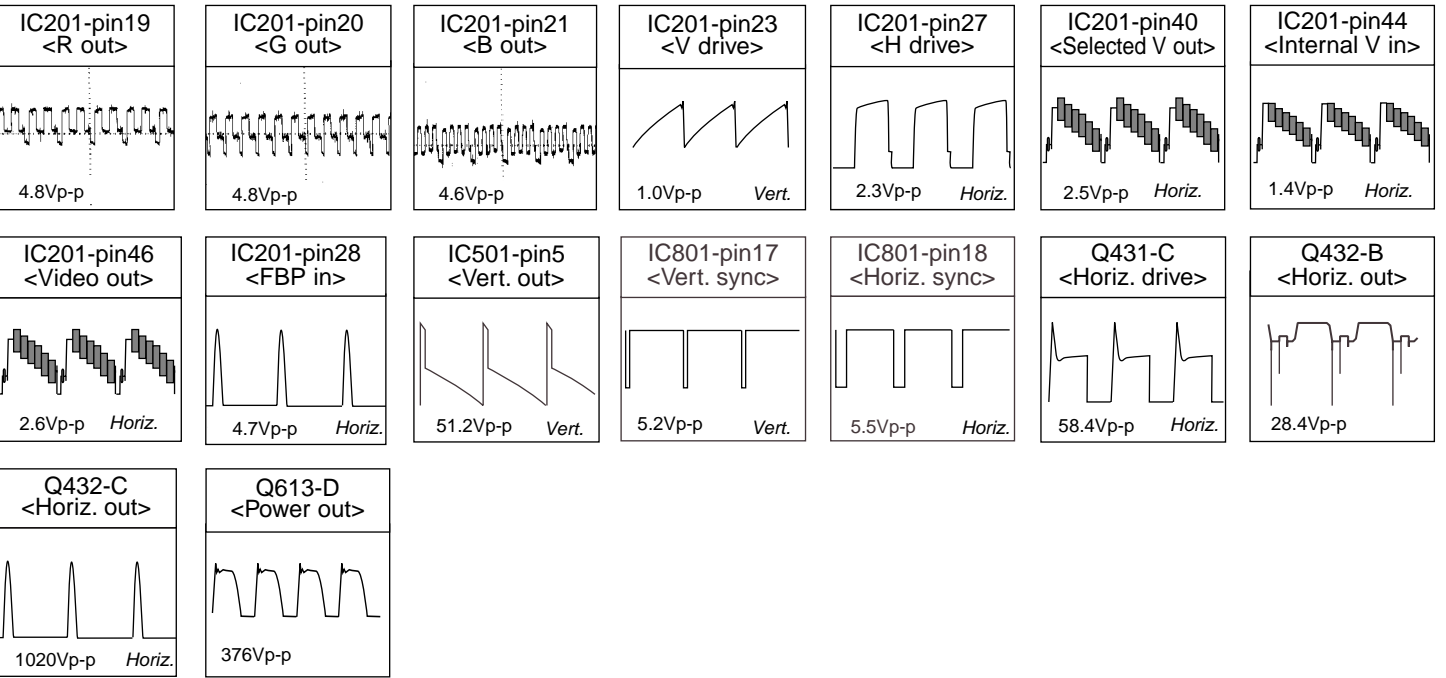 IC201-pin19
<R out>
4.8Vp-p
IC201-pin20
<G out>
4.8Vp-p
IC201-pin21
<B out>
4.6Vp-p
IC201-pin23
<V drive>
1.0Vp-p Vert.
IC201-pin27
<H drive>
2.3Vp-p Horiz.
IC201-pin40
<Selected V out>
2.5Vp-p Horiz.
IC201-pin44
<Internal V in>
1.4Vp-p Horiz.
IC201-pin46
<Video out>
2.6Vp-p Horiz.
IC201-pin28
<FBP in>
4.7Vp-p Horiz.
IC501-pin5
<Vert. out>
51.2Vp-p Vert.
IC801-pin17
<Vert. sync>
5.2Vp-p Vert.
IC801-pin18
<Horiz. sync>
5.5Vp-p Horiz.
Q431-C
<Horiz. drive>
58.4Vp-p Horiz.
Q432-B
<Horiz. out>
28.4Vp-p
Q432-C
<Horiz. out>
1020Vp-p Horiz.
Q613-D
<Power out>
376Vp-p